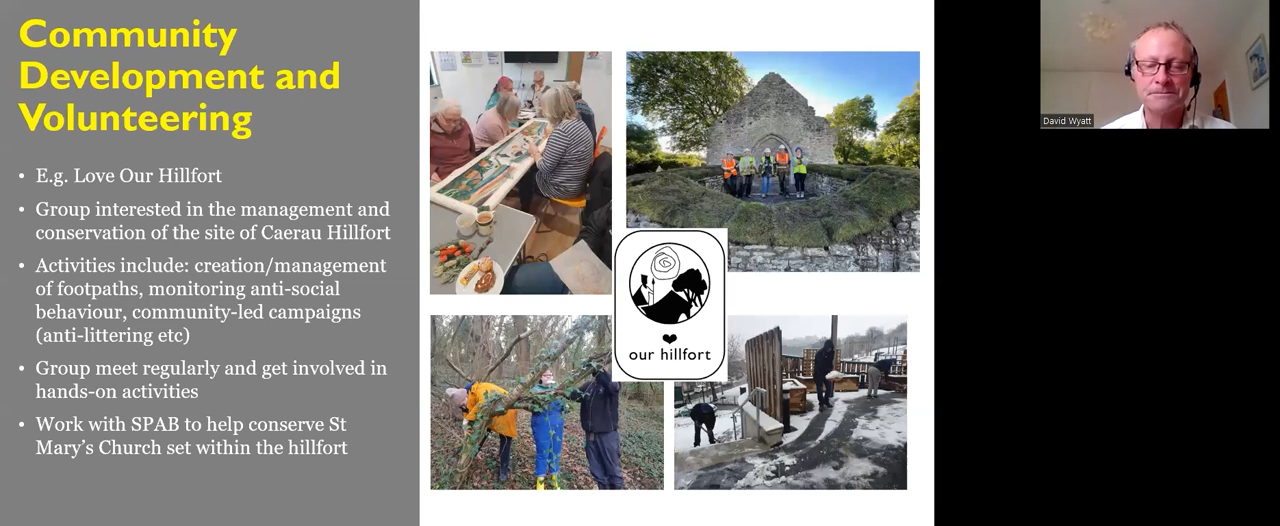 Community
Development and
Volunteering
• E.g. Love Our Hillfort
• Group interested in the management and
conservation of the site of Caerau Hillfort
• Activities include: creation/management
of footpaths, monitoring anti-social
behaviour, community-led campaigns
(anti-littering etc)
• Group meet regularly and get involved in
hands-on activities
• Work with SPAB to help conserve St
Mary’s Church set within the hillfort
❤
our hillfort
David Wyatt